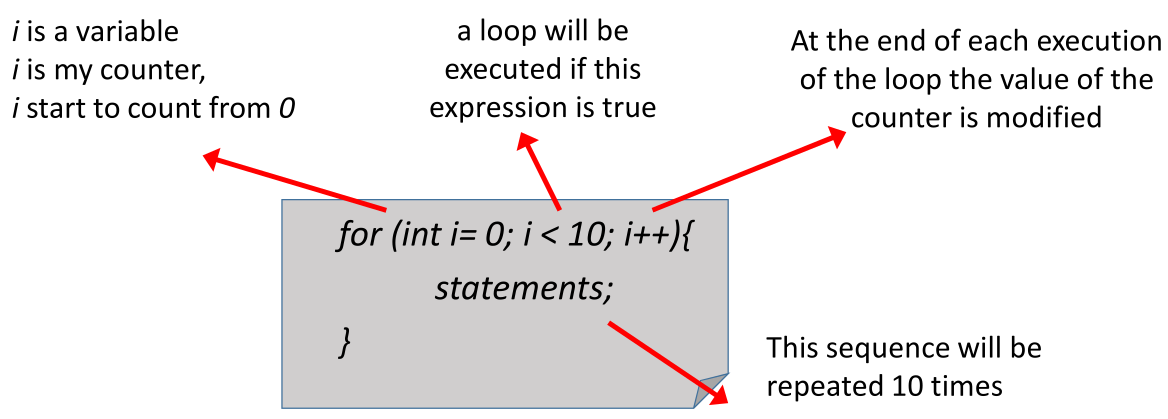 i is a variable
i is my counter,
i start to count from 0
a loop will be
executed if this
expression is true
At the end of each execution
of the loop the value of the
counter is modified
for (int i= 0; i < 10; i++){
statements;
}
This sequence will be
repeated 10 times